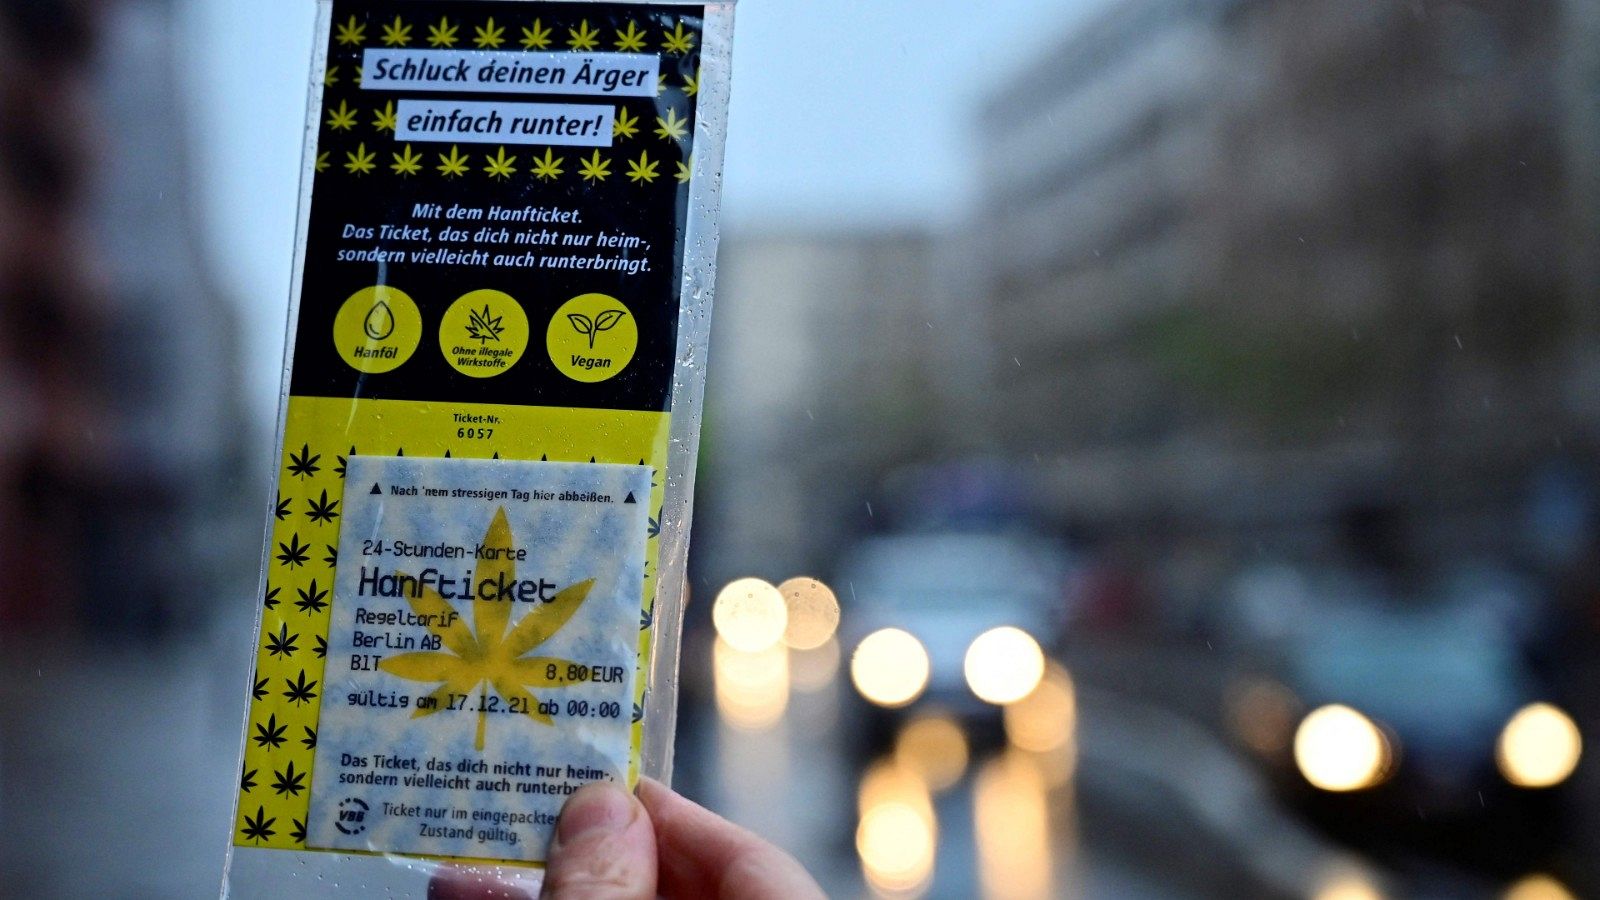 Schluck deinen Ärger
einfach runter!
Mit dem Hanfticket.
Das Ticket, das dich nicht nur heim-,
sondern vielleicht auch runterbringt.
Hanföl
Ohne illegale
Wirkstoffe
Vegan
Ticket-Nr.
6057
▲ Nach 'nem stressigen Tag hier abbeißen. ▲
24-Stunden-Karte
Hanfticket
Regeltarif
Berlin AB
B1T
8,80 EUR
gültig am 17.12.21 ab 00:00
Das Ticket, das dich nicht nur heim-,
sondern vielleicht auch
VBB
Ticket nur im
Zustand gültig.